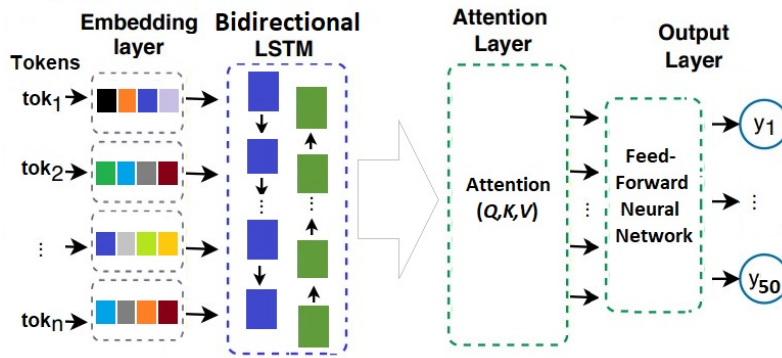 Embedding
layer
Bidirectional
LSTM
Attention
Layer
Output
Layer
Tokens
tok1
tok2
⋮
tokn
...
Attention
(Q,K,V)
⋮
Feed-
Forward
Neural
Network
y1
⋮
y50